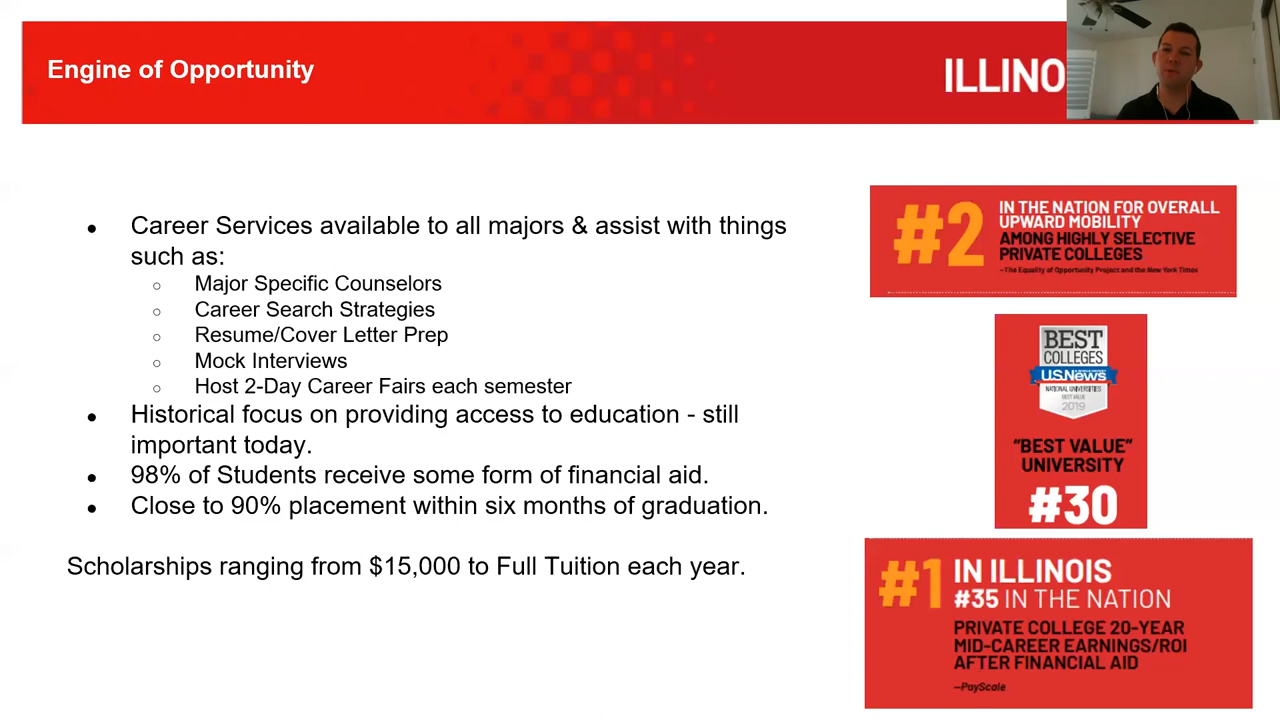 Engine of Opportunity
ILLINO
Career Services available to all majors & assist with things
such as:
Major Specific Counselors
Career Search Strategies
Resume/Cover Letter Prep
Mock Interviews
Host 2-Day Career Fairs each semester
Historical focus on providing access to education - still
important today.
98% of Students receive some form of financial aid.
Close to 90% placement within six months of graduation.
Scholarships ranging from $15,000 to Full Tuition each year.
#2
IN THE NATION FOR OVERALL
UPWARD MOBILITY
AMONG HIGHLY SELECTIVE
PRIVATE COLLEGES
—The Equality of Opportunity Project and the New York Times
BEST
COLLEGES
U.S.News
NATIONAL UNIVERSITIES
BEST VALUE
2019
"BEST VALUE"
UNIVERSITY
#30
#1
IN ILLINOIS
#35 IN THE NATION
PRIVATE COLLEGE 20-YEAR
MID-CAREER EARNINGS/ROI
AFTER FINANCIAL AID
—PayScale